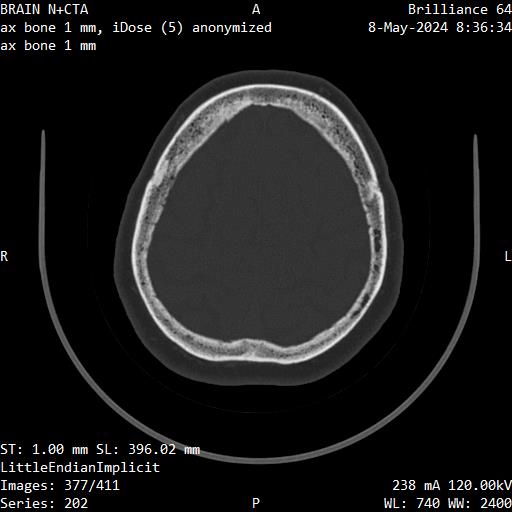 BRAIN N+CTA A Brilliance 64
ax bone 1 mm, iDose (5) anonymized 8-May-2024 8:36:34
ax bone 1 mm
R L
ST: 1.00 mm SL: 396.02 mm
LittleEndianImplicit
Images: 377/411 238 mA 120.00kV
Series: 202 P WL: 740 WW: 2400